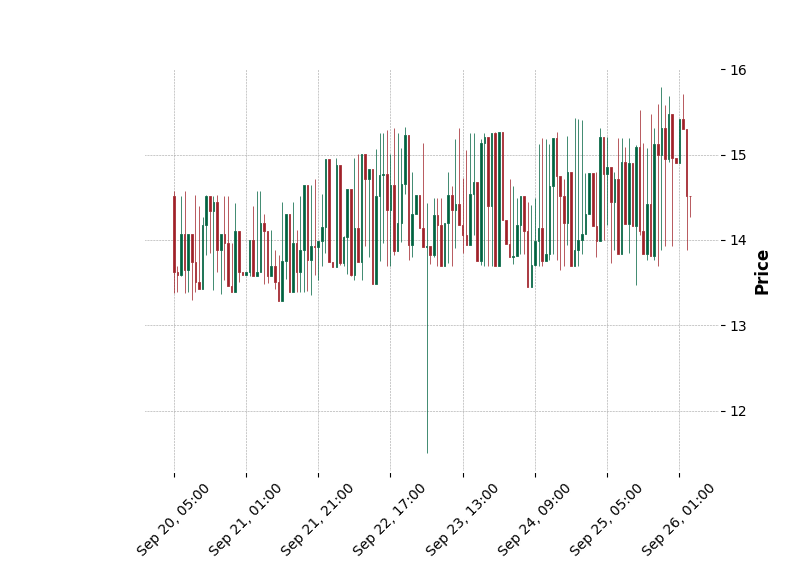 16
15
14
13
12
Price
Sep 20, 05:00
Sep 21, 01:00
Sep 21, 21:00
Sep 22, 17:00
Sep 23, 13:00
Sep 24, 09:00
Sep 25, 05:00
Sep 26, 01:00